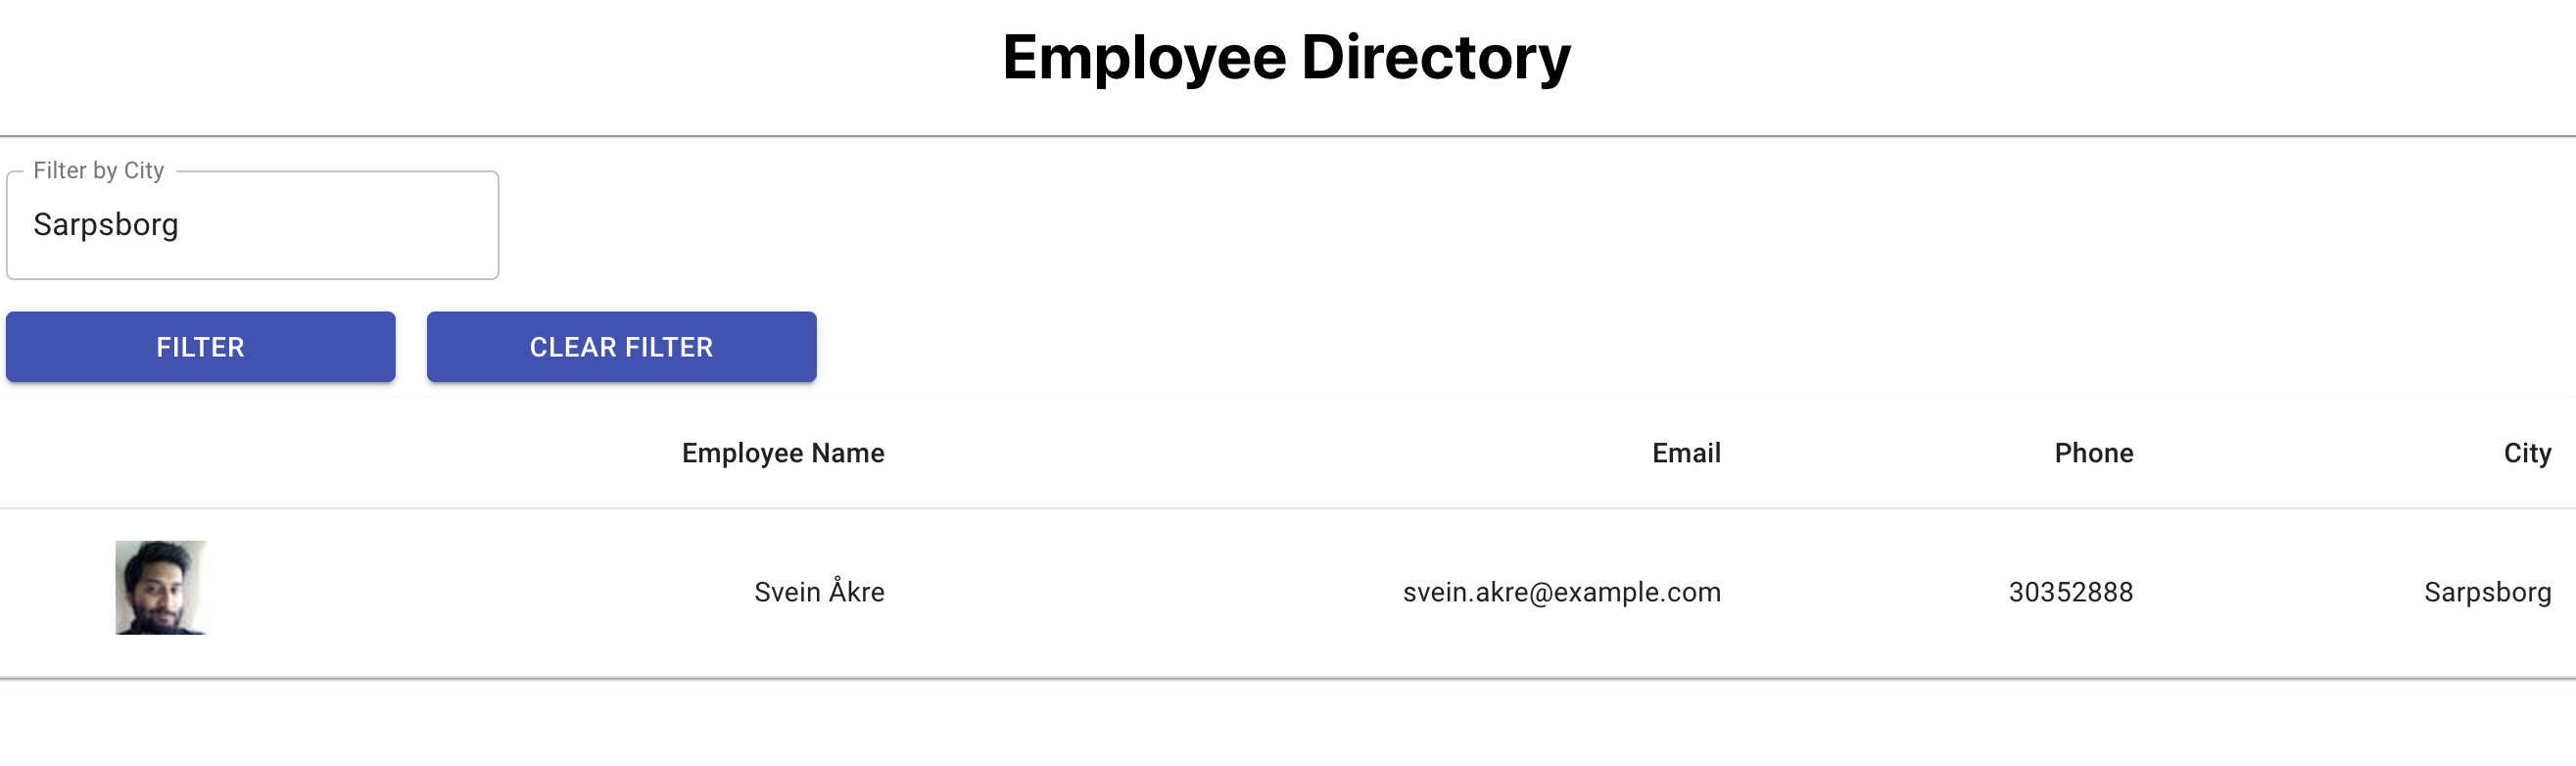 Employee Directory
Filter by City
Sarpsborg
FILTER CLEAR FILTER
Employee Name Email Phone City
Svein Åkre svein.akre@example.com 30352888 Sarpsborg